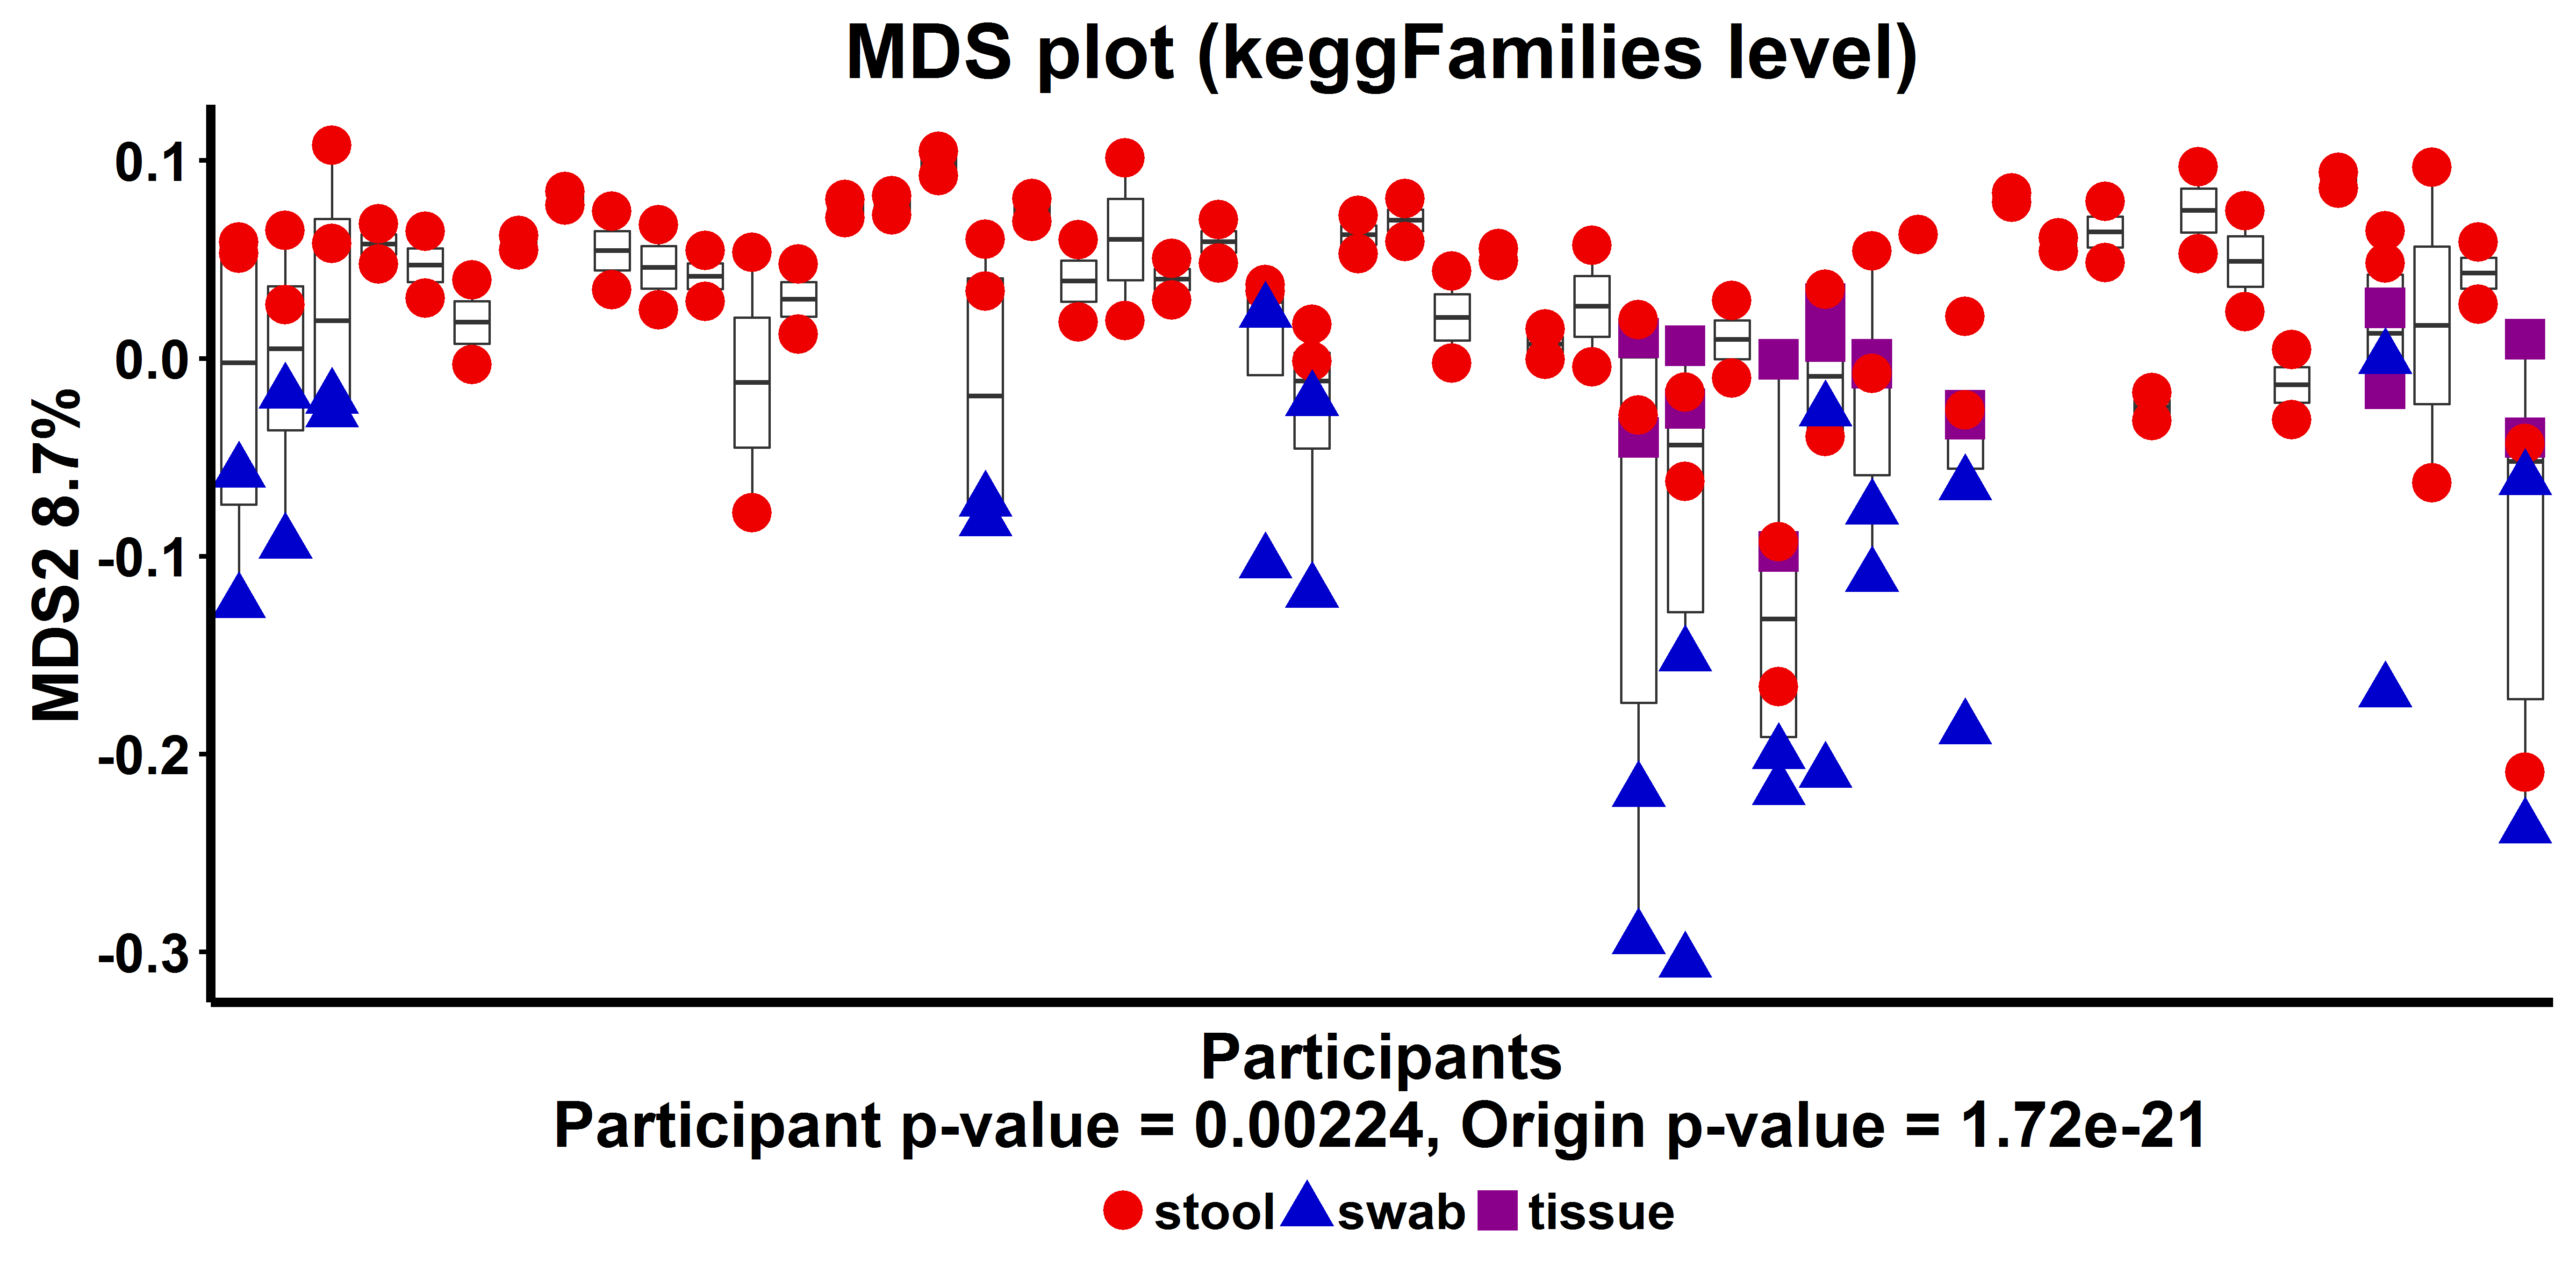 MDS plot (keggFamilies level)
MDS2 8.7%
0.1
0.0
-0.1
-0.2
-0.3
Participants
Participant p-value = 0.00224, Origin p-value = 1.72e-21
stool swab tissue